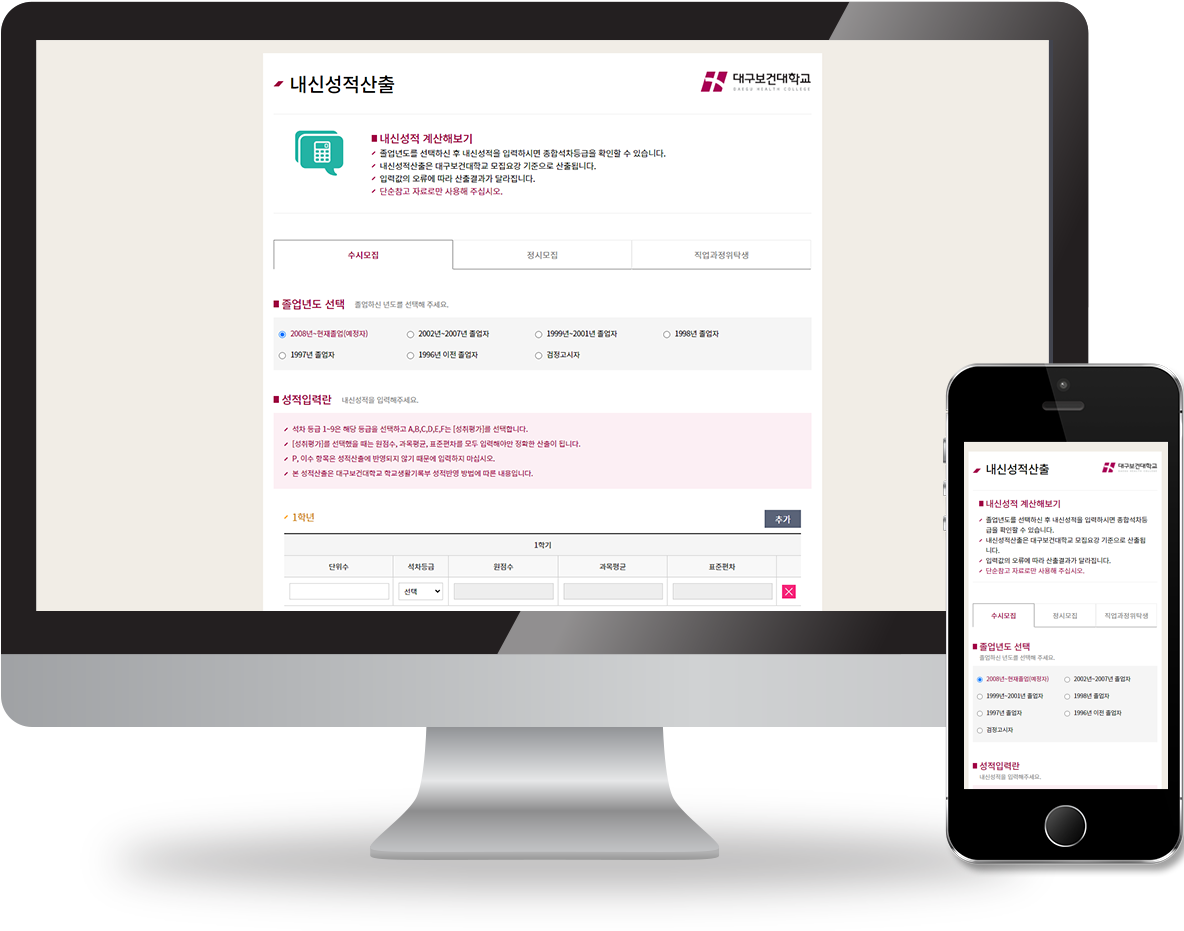 내신성적산출
대구보건대학교
DAEGU HEALTH COLLEGE
내신성적 계산해보기
졸업년도를 선택하신 후 내신성적을 입력하시면 종합석차등급을 확인할 수 있습니다.
내신성적산출은 대구보건대학교 모집요강 기준으로 산출됩니다.
입력값의 오류에 따라 산출결과가 달라집니다.
단순참고 자료로만 사용해 주십시오.
수시모집 정시모집 직업과정위탁생
졸업년도 선택 졸업하신 년도를 선택해 주세요.
2008년~현재졸업(예정자) 2002년~2007년 졸업자 1999년~2001년 졸업자 1998년 졸업자
1997년 졸업자 1996년 이전 졸업자 검정고시자
성적입력란 내신성적을 입력해주세요.
석차 등급 1~9은 해당 등급을 선택하고 A,B,C,D,E,F는 [성취평가]를 선택합니다.
[성취평가]를 선택했을 때는 원점수, 과목평균, 표준편차를 모두 입력해야만 정확한 산출이 됩니다.
P, 이수 항목은 성적산출에 반영되지 않기 때문에 입력하지 마십시오.
본 성적산출은 대구보건대학교 학교생활기록부 성적반영 방법에 따른 내용입니다.
1학년 추가
1학기
단위수 석차등급 원점수 과목평균 표준편차
선택
내신성적산출
대구보건대학교
내신성적 계산해보기
졸업년도를 선택하신 후 내신성적을 입력하시면 종합석차등
급을 확인할 수 있습니다.
내신성적산출은 대구보건대학교 모집요강 기준으로 산출됩
니다.
입력값의 오류에 따라 산출결과가 달라집니다.
단순참고 자료로만 사용해 주십시오.
수시모집 정시모집 직업과정위탁생
졸업년도 선택
졸업하신 년도를 선택해 주세요.
2008년~현재졸업(예정자) 2002년~2007년 졸업자
1999년~2001년 졸업자 1998년 졸업자
1997년 졸업자 1996년 이전 졸업자
검정고시자
성적입력란
내신성적을 입력해주세요.